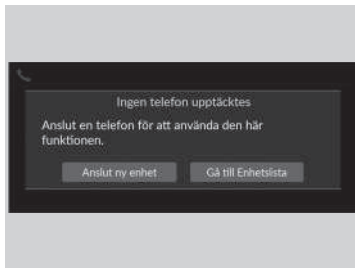 Ingen telefon upptäcktes
Anslut en telefon för att använda den här
funktionen.
Anslut ny enhet
Gå till Enhetslista